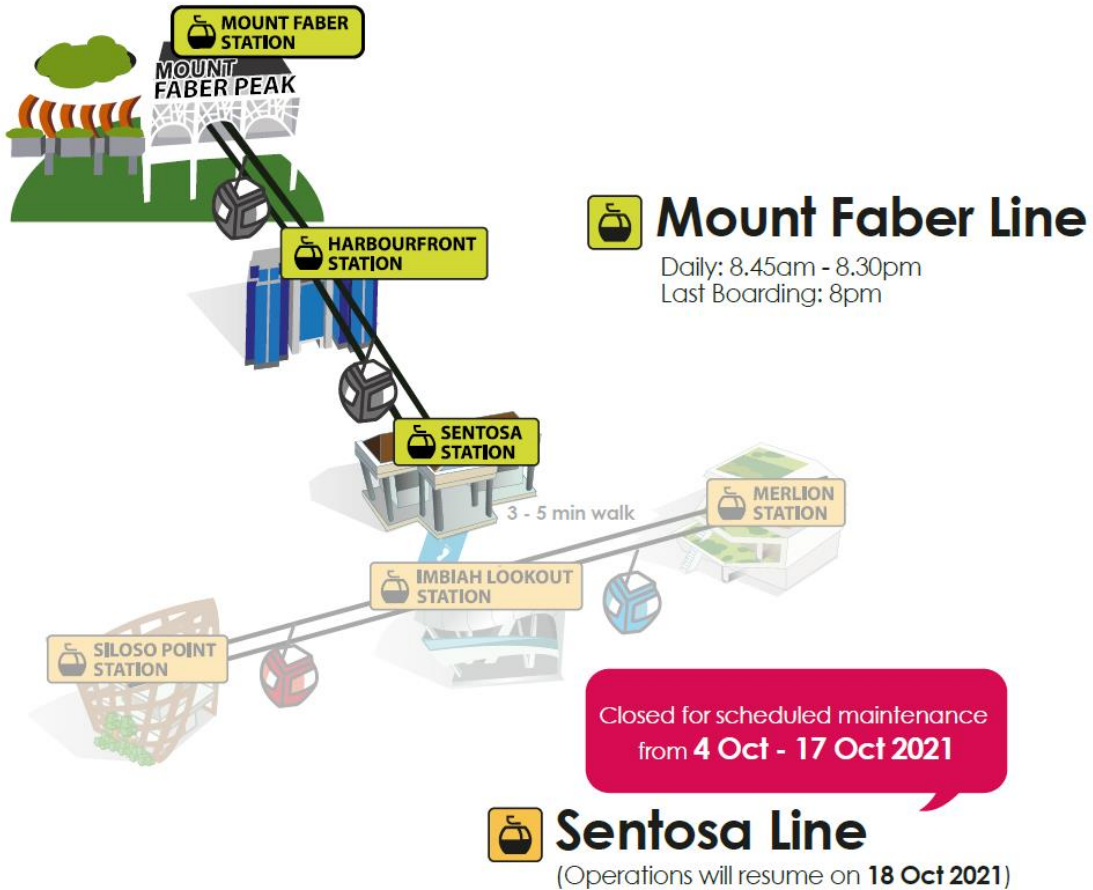 MOUNT FABER
STATION
MOUNT
FABER PEAK
HARBOURFRONT
STATION
Mount Faber Line
Daily: 8.45am - 8.30pm
Last Boarding: 8pm
SENTOSA
STATION
3 - 5 min walk
MERLION
STATION
IMBIAH LOOKOUT
STATION
SILOSO POINT
STATION
Closed for scheduled maintenance
from 4 Oct - 17 Oct 2021
Sentosa Line
(Operations will resume on 18 Oct 2021)